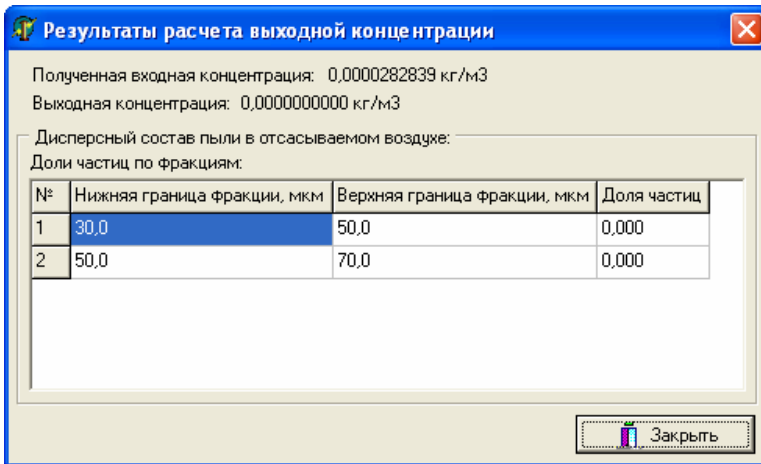 Результаты расчета выходной концентрации
Полученная входная концентрация: 0,0000282839 кг/м3
Выходная концентрация: 0,0000000000 кг/м3
Дисперсный состав пыли в отсасываемом воздухе:
Доли частиц по фракциям:
№ Нижняя граница фракции, мкм Верхняя граница фракции, мкм Доля частиц
1 30,0 50,0 0,000
2 50,0 70,0 0,000
Закрыть